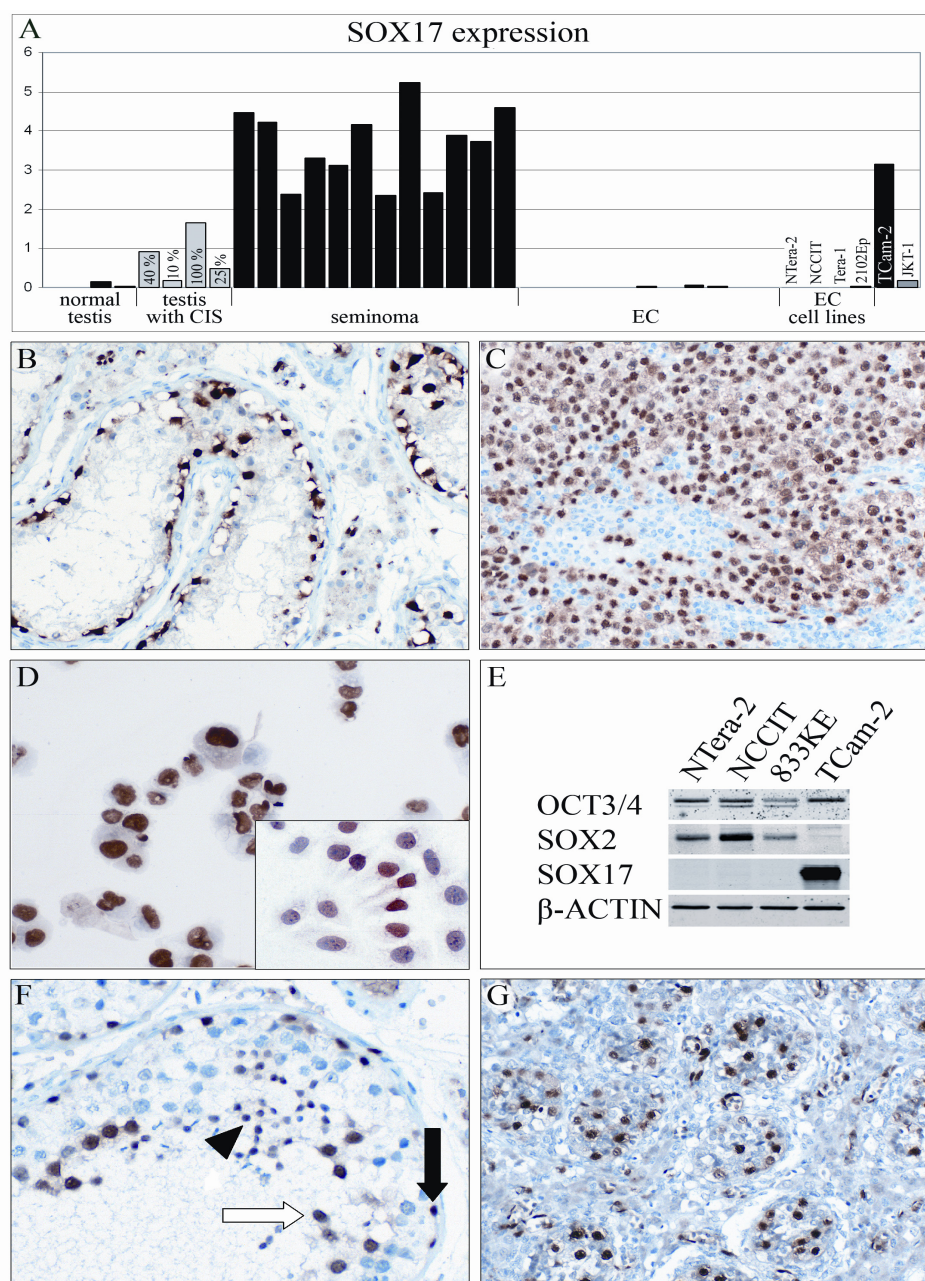 A
SOX17 expression
6
5
4
3
2
1
0
40 %
10 %
100 %
25 %
NTera-2
NCCIT
Tera-1
2102Ep
TCam-2
JKT-1
normal
testis
testis
with CIS
seminoma
EC
EC
cell lines
B
C
D
E
NTera-2
NCCIT
833KE
TCam-2
OCT3/4
SOX2
SOX17
β-ACTIN
F
G